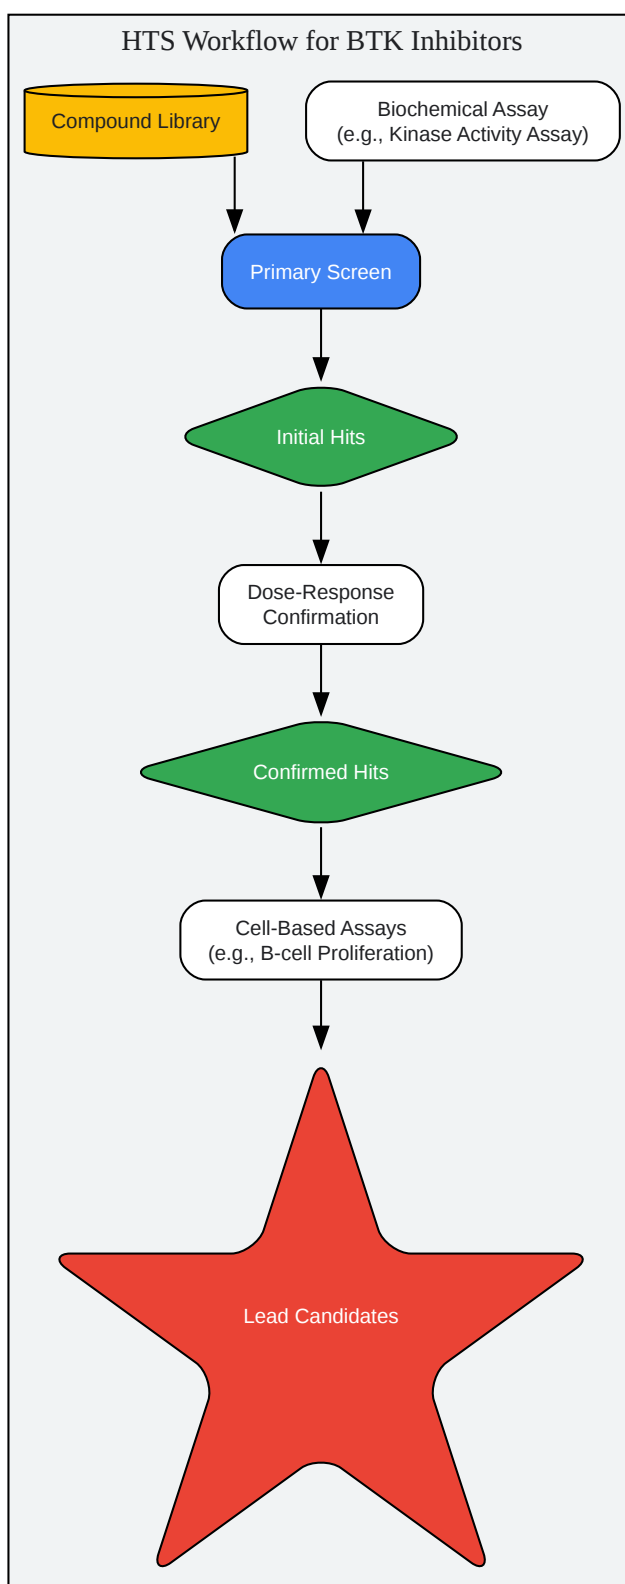 HTS Workflow for BTK Inhibitors
Compound Library
Biochemical Assay
(e.g., Kinase Activity Assay)
Primary Screen
Initial Hits
Dose-Response
Confirmation
Confirmed Hits
Cell-Based Assays
(e.g., B-cell Proliferation)
Lead Candidates